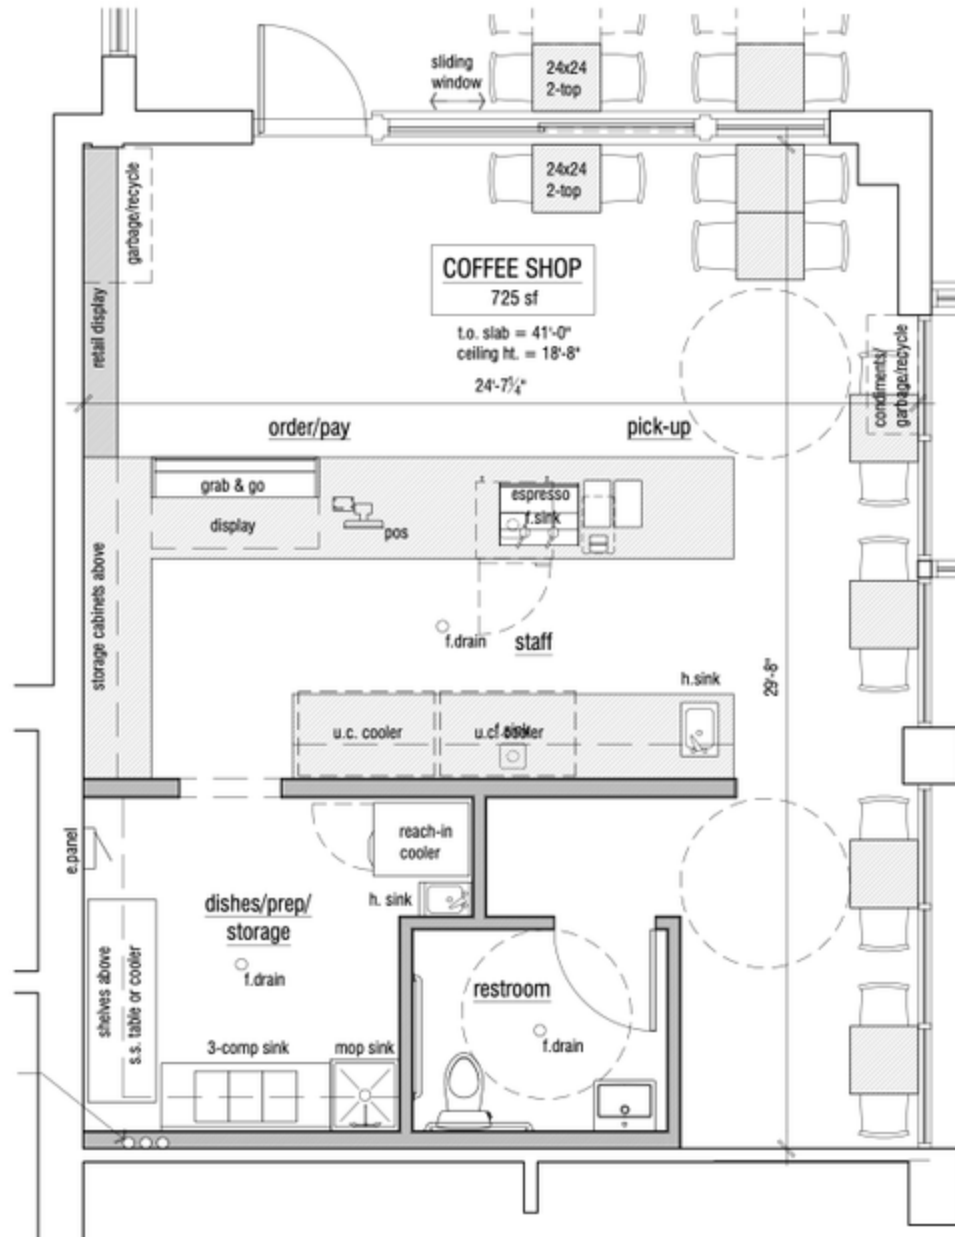 sliding
window
24x24
2-top
24x24
2-top
garbage/recycle
COFFEE SHOP
725 sf
t.o. slab = 41'-0"
ceiling ht. = 18'-8"
24'-7¼"
retail display
condiments/
garbage/recycle
order/pay
pick-up
grab & go
display
pos
espresso
f.sink
storage cabinets above
f.drain
staff
29'-8"
h.sink
u.c. cooler
u.c. cooler
f.sink
e.panel
reach-in
cooler
h. sink
dishes/prep/
storage
f.drain
shelves above
s.s. table or cooler
restroom
f.drain
3-comp sink
mop sink